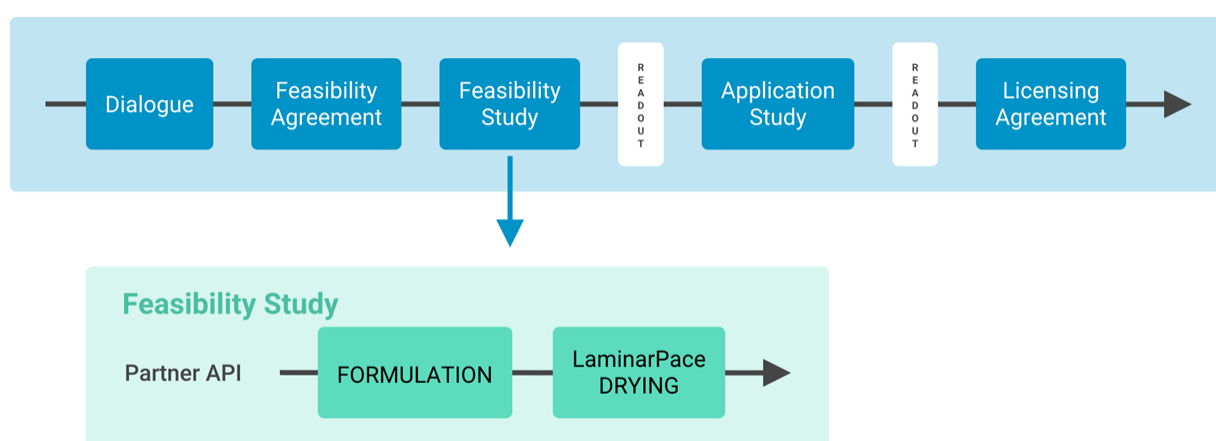 Dialogue
Feasibility
Agreement
Feasibility
Study
READOUT
Application
Study
READOUT
Licensing
Agreement
Feasibility Study
Partner API
FORMULATION
LaminarPace
DRYING